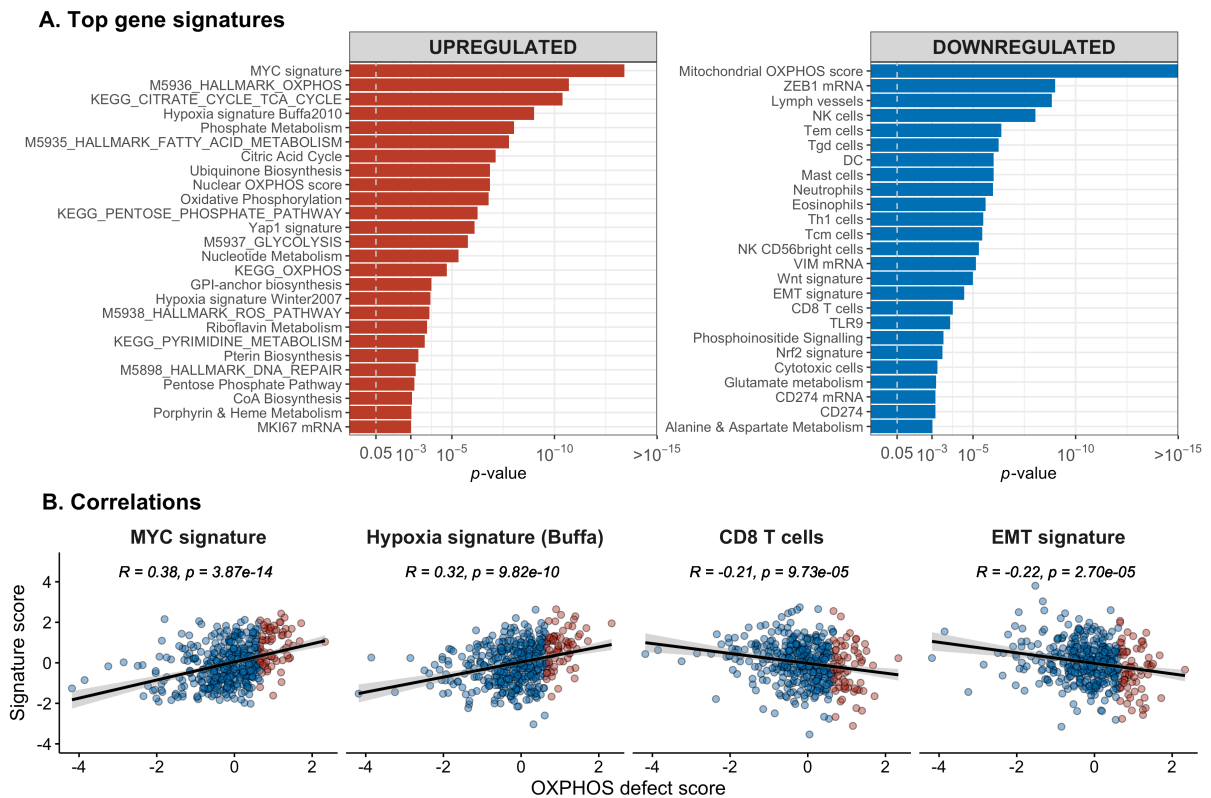 A. Top gene signatures
UPREGULATED
MYC signature
M5936_HALLMARK_OXPHOS
KEGG_CITRATE_CYCLE_TCA_CYCLE
Hypoxia signature Buffa2010
Phosphate Metabolism
M5935_HALLMARK_FATTY_ACID_METABOLISM
Citric Acid Cycle
Ubiquinone Biosynthesis
Nuclear OXPHOS score
Oxidative Phosphorylation
KEGG_PENTOSE_PHOSPHATE_PATHWAY
Yap1 signature
M5937_GLYCOLYSIS
Nucleotide Metabolism
KEGG_OXPHOS
GPI-anchor biosynthesis
Hypoxia signature Winter2007
M5938_HALLMARK_ROS_PATHWAY
Riboflavin Metabolism
KEGG_PYRIMIDINE_METABOLISM
Pterin Biosynthesis
M5898_HALLMARK_DNA_REPAIR
Pentose Phosphate Pathway
CoA Biosynthesis
Porphyrin & Heme Metabolism
MKI67 mRNA
0.05 10⁻³ 10⁻⁵ 10⁻¹⁰ >10⁻¹⁵
p-value
DOWNREGULATED
Mitochondrial OXPHOS score
ZEB1 mRNA
Lymph vessels
NK cells
Tem cells
Tgd cells
DC
Mast cells
Neutrophils
Eosinophils
Th1 cells
Tcm cells
NK CD56bright cells
VIM mRNA
Wnt signature
EMT signature
CD8 T cells
TLR9
Phosphoinositide Signalling
Nrf2 signature
Cytotoxic cells
Glutamate metabolism
CD274 mRNA
CD274
Alanine & Aspartate Metabolism
0.05 10⁻³ 10⁻⁵ 10⁻¹⁰ >10⁻¹⁵
p-value
B. Correlations
MYC signature
R = 0.38, p = 3.87e-14
Hypoxia signature (Buffa)
R = 0.32, p = 9.82e-10
CD8 T cells
R = -0.21, p = 9.73e-05
EMT signature
R = -0.22, p = 2.70e-05
Signature score
4
2
0
-2
-4
-4 -2 0 2
-4 -2 0 2
-4 -2 0 2
-4 -2 0 2
OXPHOS defect score